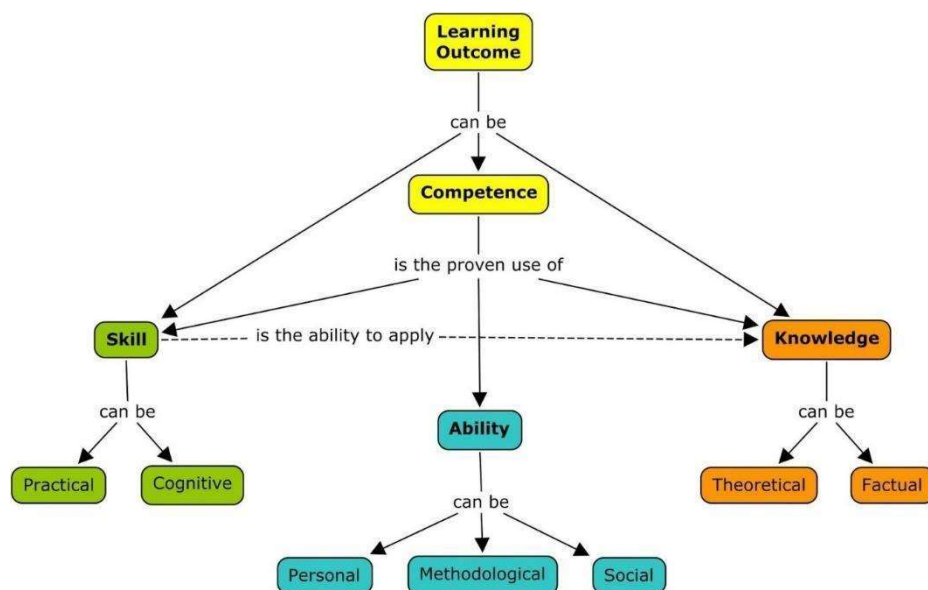 Learning
Outcome
can be
Competence
is the proven use of
Skill
is the ability to apply
Knowledge
can be
Ability
can be
Practical
Cognitive
Theoretical
Factual
can be
Personal
Methodological
Social